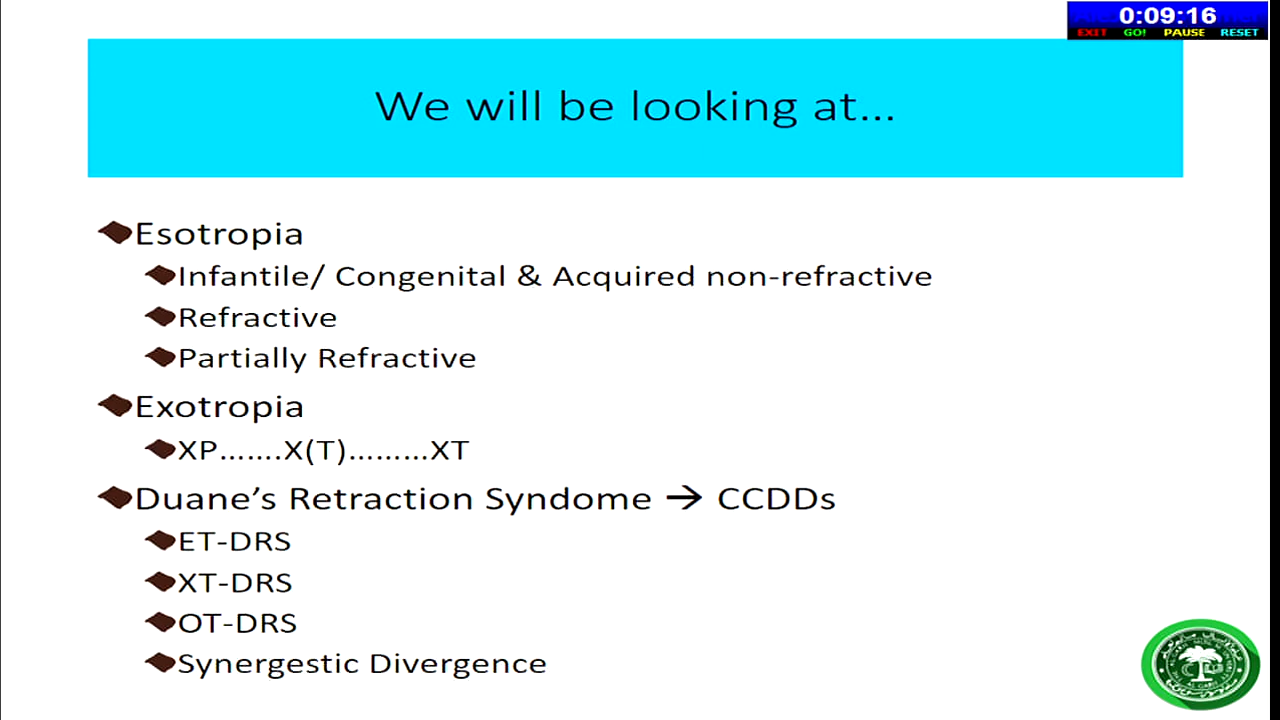 0:09:16
EXIT GO! PAUSE RESET
We will be looking at...
Esotropia
Infantile/ Congenital & Acquired non-refractive
Refractive
Partially Refractive
Exotropia
XP.......X(T).........XT
Duane’s Retraction Syndome → CCDDs
ET-DRS
XT-DRS
OT-DRS
Synergestic Divergence